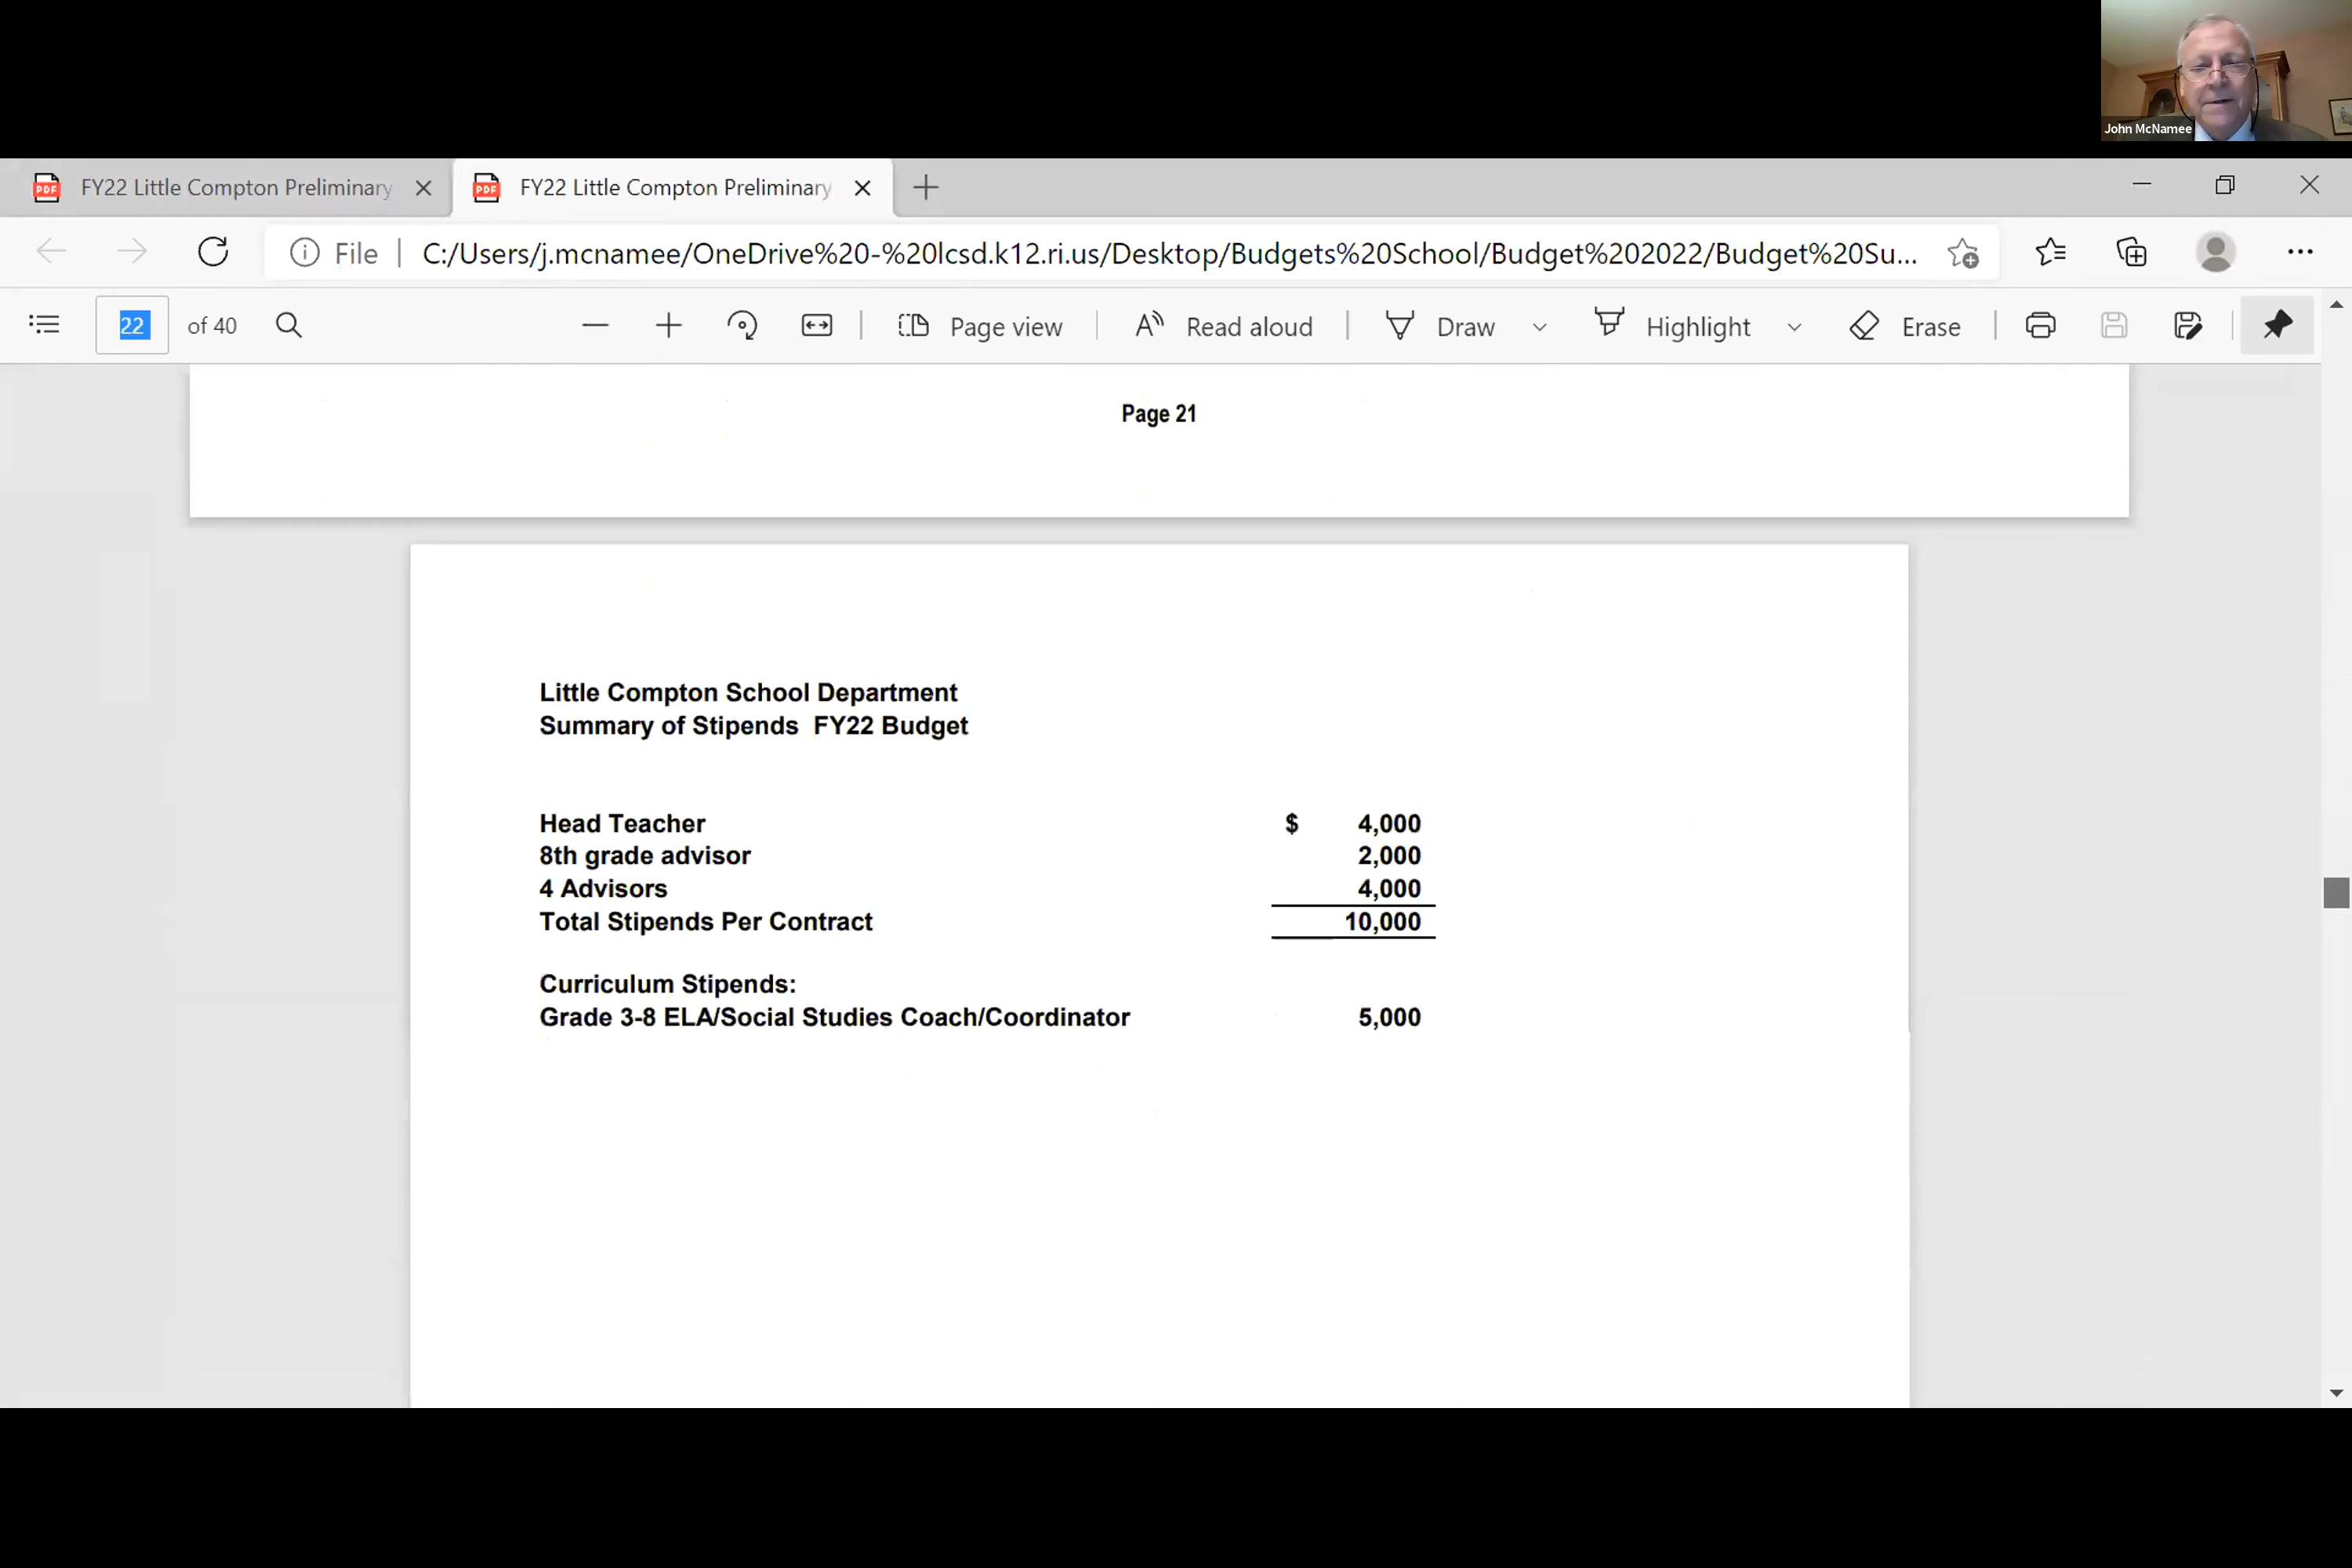 John McNamee
PDF FY22 Little Compton Preliminary
PDF FY22 Little Compton Preliminary
File
C:/Users/j.mcnamee/OneDrive%20-%20lcsd.k12.ri.us/Desktop/Budgets%20School/Budget%202022/Budget%20Su...
22 of 40
Page view
Read aloud
Draw
Highlight
Erase
Page 21
Little Compton School Department
Summary of Stipends FY22 Budget
Head Teacher $ 4,000
8th grade advisor 2,000
4 Advisors 4,000
Total Stipends Per Contract 10,000
Curriculum Stipends:
Grade 3-8 ELA/Social Studies Coach/Coordinator 5,000